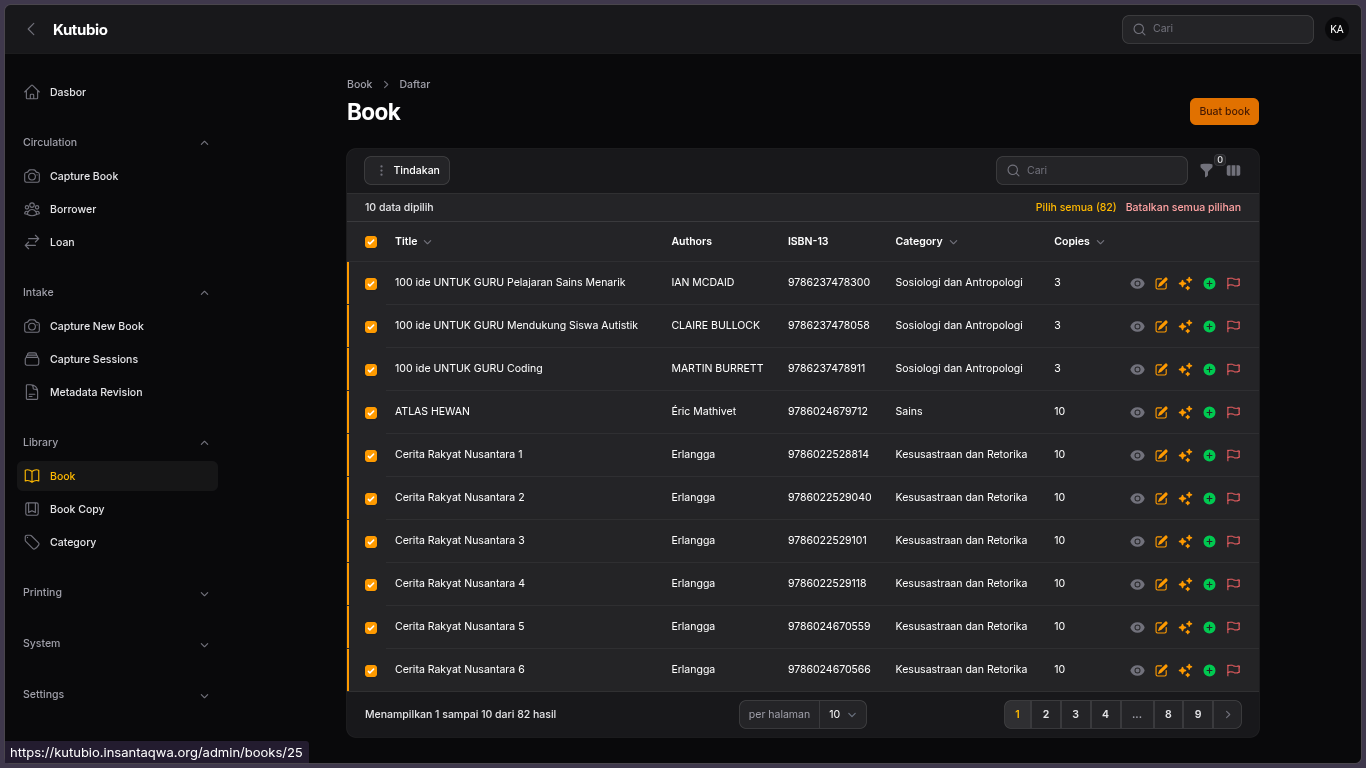 Kutubio
Cari
KA
Dasbor
Circulation
Capture Book
Borrower
Loan
Intake
Capture New Book
Capture Sessions
Metadata Revision
Library
Book
Book Copy
Category
Printing
System
Settings
Book Daftar
Book
Buat book
Tindakan
Cari
0
10 data dipilih
Pilih semua (82) Batalkan semua pilihan
Title Authors ISBN-13 Category Copies
100 ide UNTUK GURU Pelajaran Sains Menarik IAN MCDAID 9786237478300 Sosiologi dan Antropologi 3
100 ide UNTUK GURU Mendukung Siswa Autistik CLAIRE BULLOCK 9786237478058 Sosiologi dan Antropologi 3
100 ide UNTUK GURU Coding MARTIN BURRETT 9786237478911 Sosiologi dan Antropologi 3
ATLAS HEWAN Éric Mathivet 9786024679712 Sains 10
Cerita Rakyat Nusantara 1 Erlangga 9786022528814 Kesusastraan dan Retorika 10
Cerita Rakyat Nusantara 2 Erlangga 9786022529040 Kesusastraan dan Retorika 10
Cerita Rakyat Nusantara 3 Erlangga 9786022529101 Kesusastraan dan Retorika 10
Cerita Rakyat Nusantara 4 Erlangga 9786022529118 Kesusastraan dan Retorika 10
Cerita Rakyat Nusantara 5 Erlangga 9786024670559 Kesusastraan dan Retorika 10
Cerita Rakyat Nusantara 6 Erlangga 9786024670566 Kesusastraan dan Retorika 10
Menampilkan 1 sampai 10 dari 82 hasil
per halaman 10
1 2 3 4 ... 8 9
https://kutubio.insantaqwa.org/admin/books/25